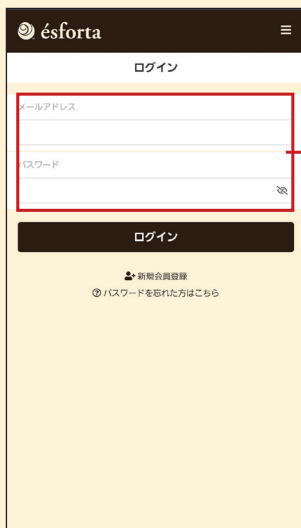 ésforta
ログイン
メールアドレス
パスワード
ログイン
新規会員登録
パスワードを忘れた方はこちら